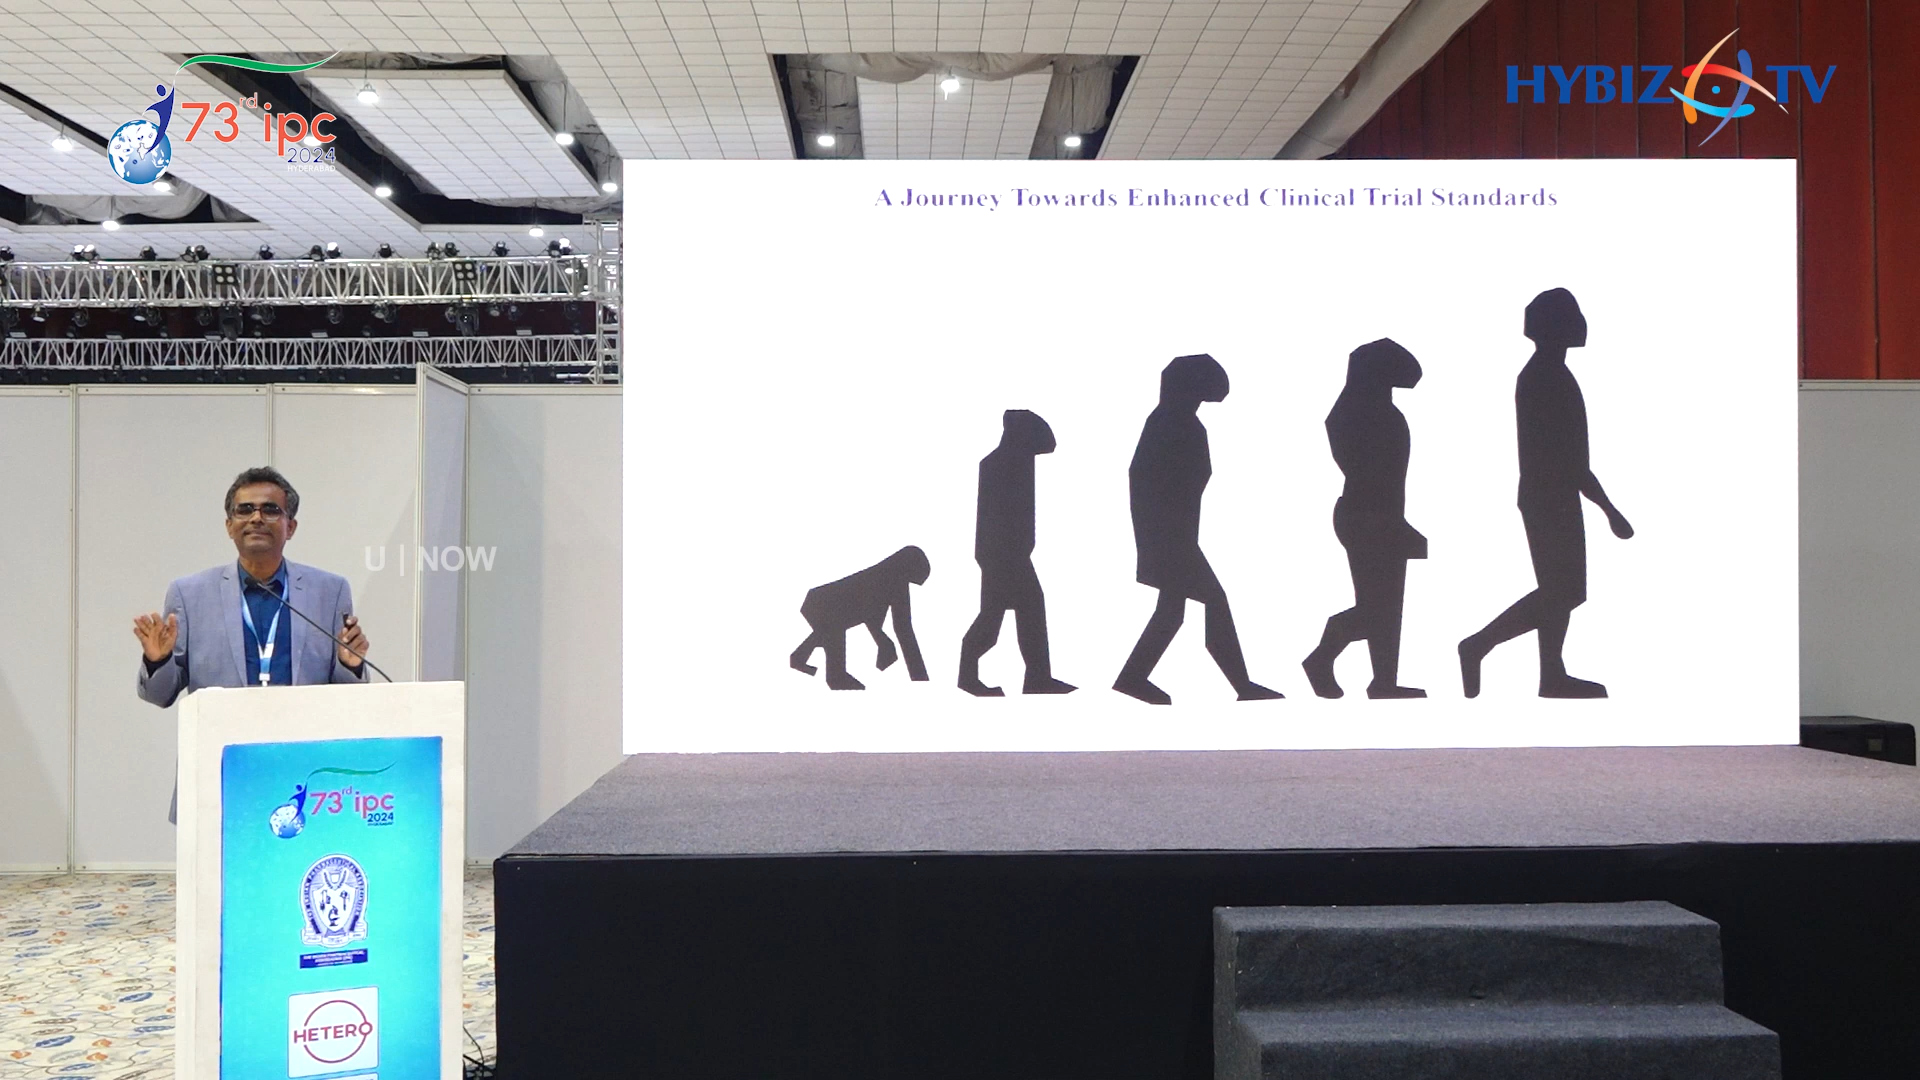 73rd ipc
2024
HYDERABAD
HYBIZ TV
A Journey Towards Enhanced Clinical Trial Standards
U | NOW
73rd ipc
2024
HETERO